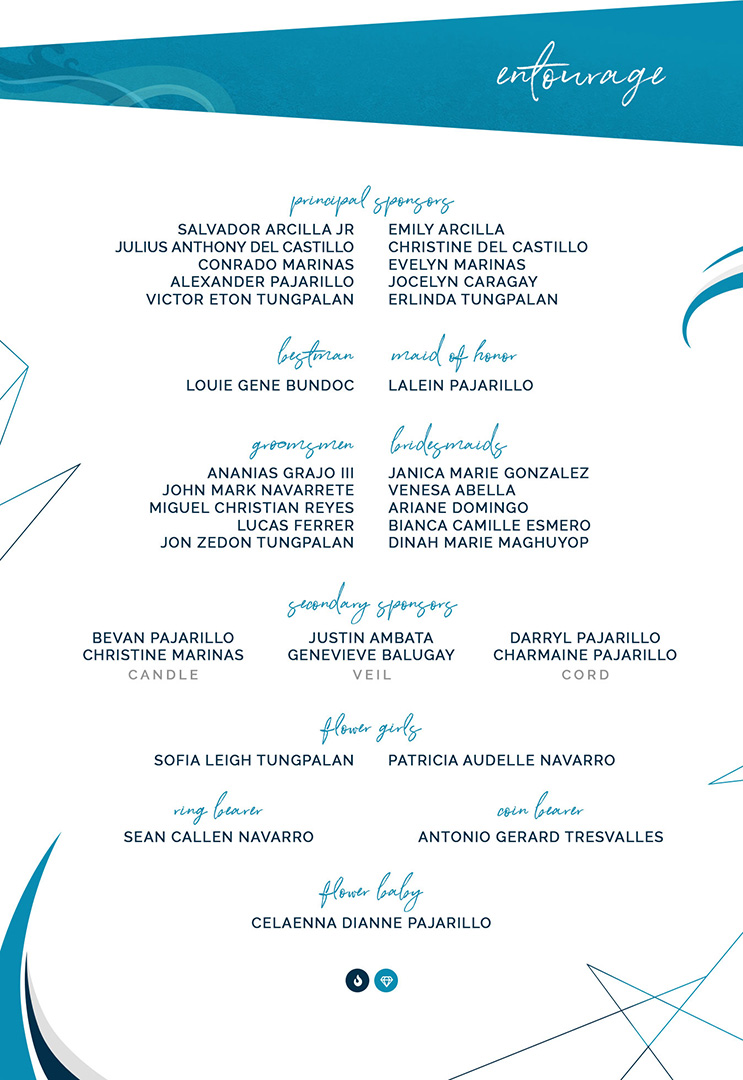 entourage
principal sponsors
SALVADOR ARCILLA JR EMILY ARCILLA
JULIUS ANTHONY DEL CASTILLO CHRISTINE DEL CASTILLO
CONRADO MARINAS EVELYN MARINAS
ALEXANDER PAJARILLO JOCELYN CARAGAY
VICTOR ETON TUNGPALAN ERLINDA TUNGPALAN
bestman maid of honor
LOUIE GENE BUNDOC LALEIN PAJARILLO
groomsmen bridesmaids
ANANIAS GRAJO III JANICA MARIE GONZALEZ
JOHN MARK NAVARRETE VENESA ABELLA
MIGUEL CHRISTIAN REYES ARIANE DOMINGO
LUCAS FERRER BIANCA CAMILLE ESMERO
JON ZEDON TUNGPALAN DINAH MARIE MAGHUYOP
secondary sponsors
BEVAN PAJARILLO JUSTIN AMBATA DARRYL PAJARILLO
CHRISTINE MARINAS GENEVIEVE BALUGAY CHARMAINE PAJARILLO
CANDLE VEIL CORD
flower girls
SOFIA LEIGH TUNGPALAN PATRICIA AUDELLE NAVARRO
ring bearer coin bearer
SEAN CALLEN NAVARRO ANTONIO GERARD TRESVALLES
flower baby
CELAENNA DIANNE PAJARILLO